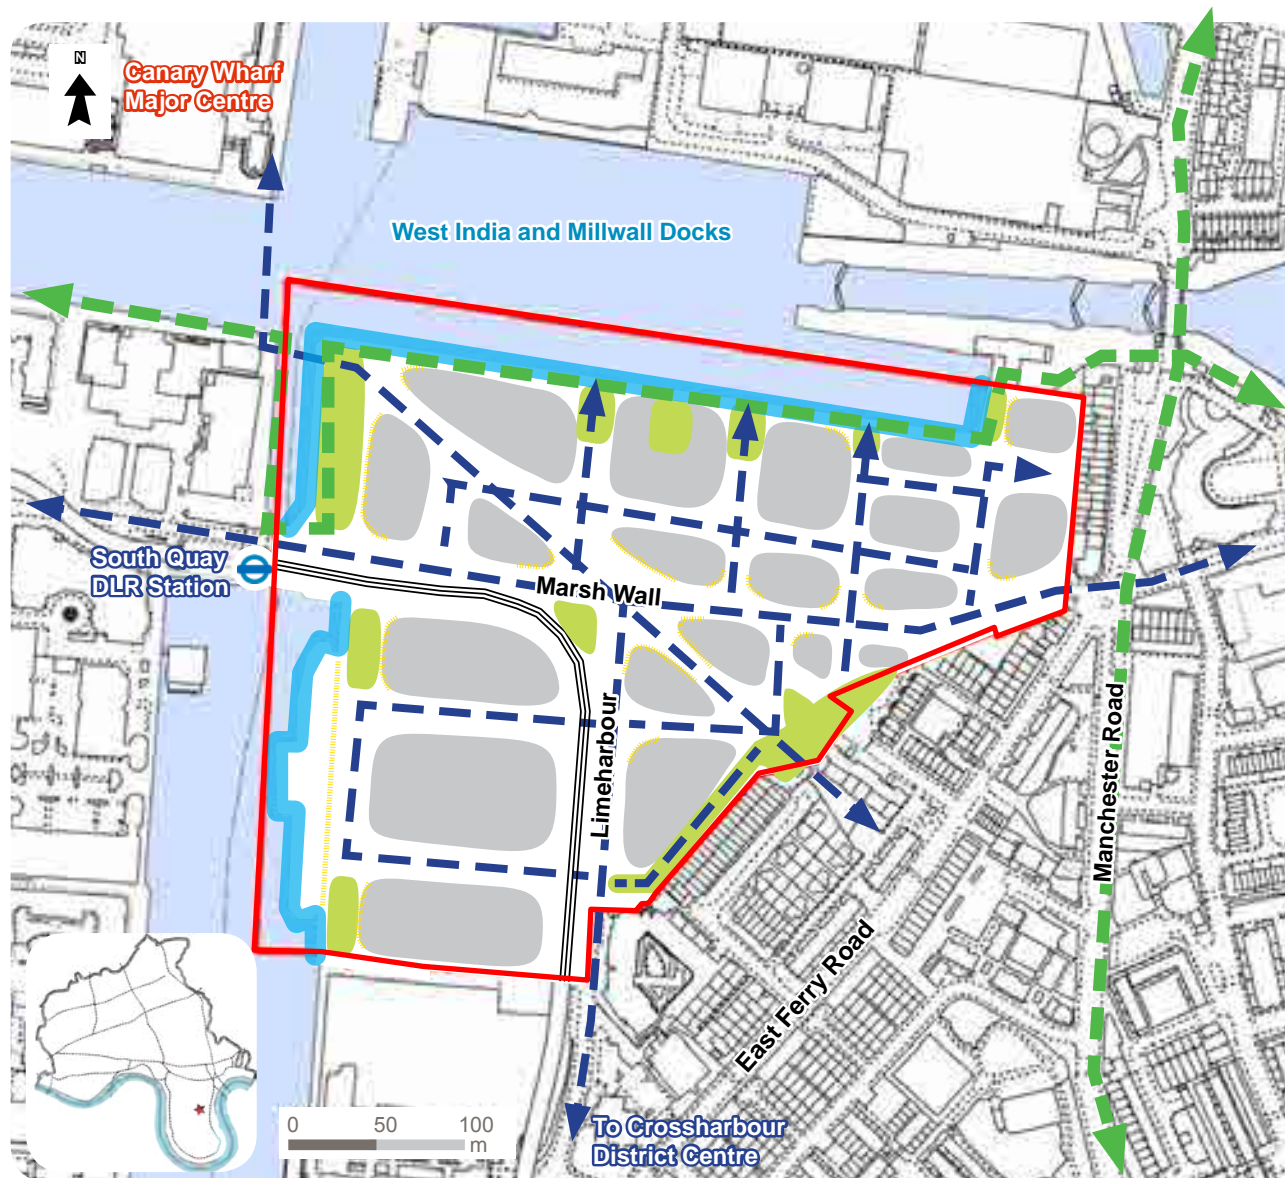 N
Canary Wharf
Major Centre
West India and Millwall Docks
South Quay
DLR Station
Marsh Wall
Limeharbour
Manchester Road
East Ferry Road
0 50 100
m
To Crossharbour
District Centre